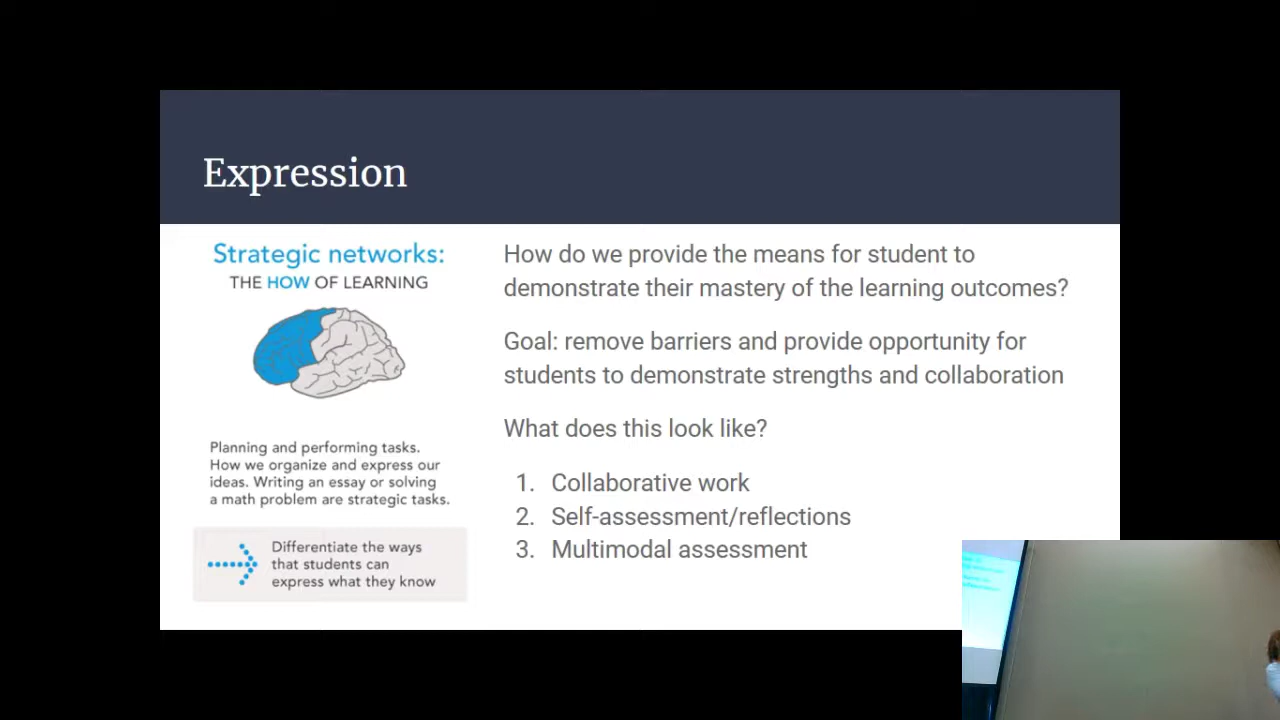 Expression
Strategic networks:
THE HOW OF LEARNING
Planning and performing tasks.
How we organize and express our
ideas. Writing an essay or solving
a math problem are strategic tasks.
Differentiate the ways
that students can
express what they know
How do we provide the means for student to
demonstrate their mastery of the learning outcomes?
Goal: remove barriers and provide opportunity for
students to demonstrate strengths and collaboration
What does this look like?
1. Collaborative work
2. Self-assessment/reflections
3. Multimodal assessment